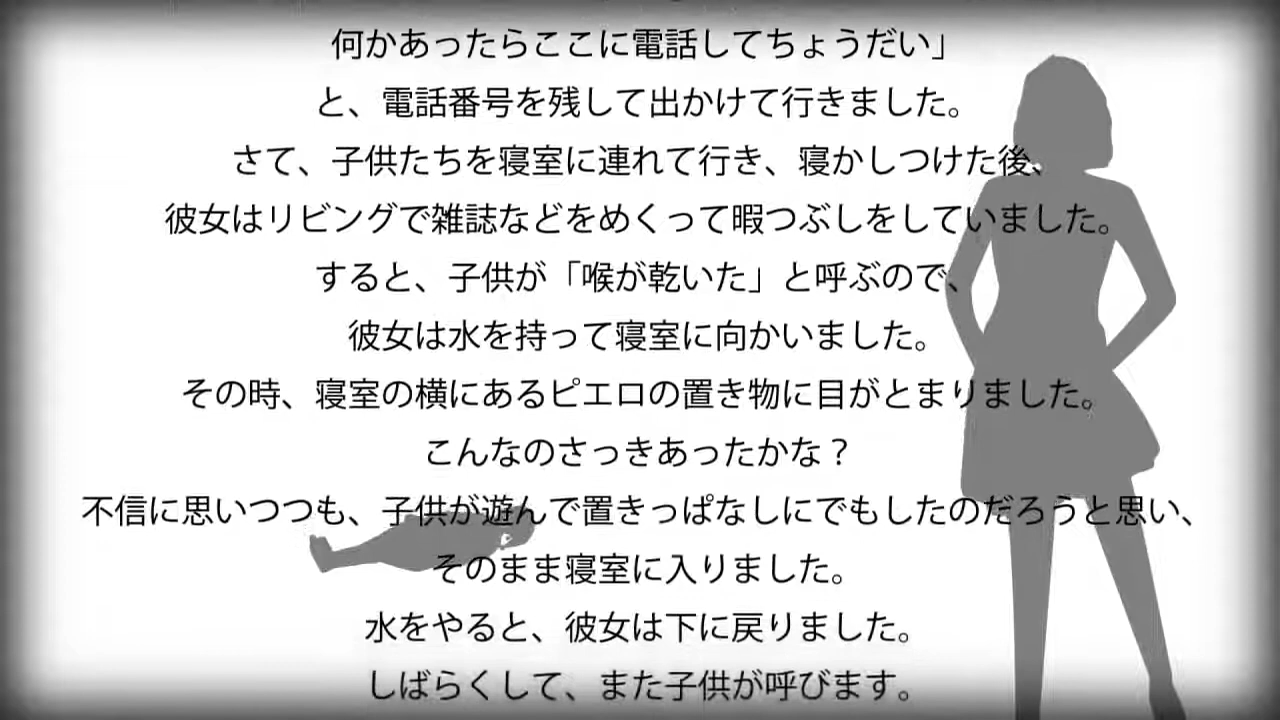 何かあったらここに電話してちょうだい」
と、電話番号を残して出かけて行きました。
さて、子供たちを寝室に連れて行き、寝かしつけた後、
彼女はリビングで雑誌などをめくって暇つぶしをしていました。
すると、子供が「喉が乾いた」と呼ぶので、
彼女は水を持って寝室に向かいました。
その時、寝室の横にあるピエロの置き物に目がとまりました。
こんなのさっきあったかな？
不信に思いつつも、子供が遊んで置きっぱなしにでもしたのだろうと思い、
そのまま寝室に入りました。
水をやると、彼女は下に戻りました。
しばらくして、また子供が呼びます。